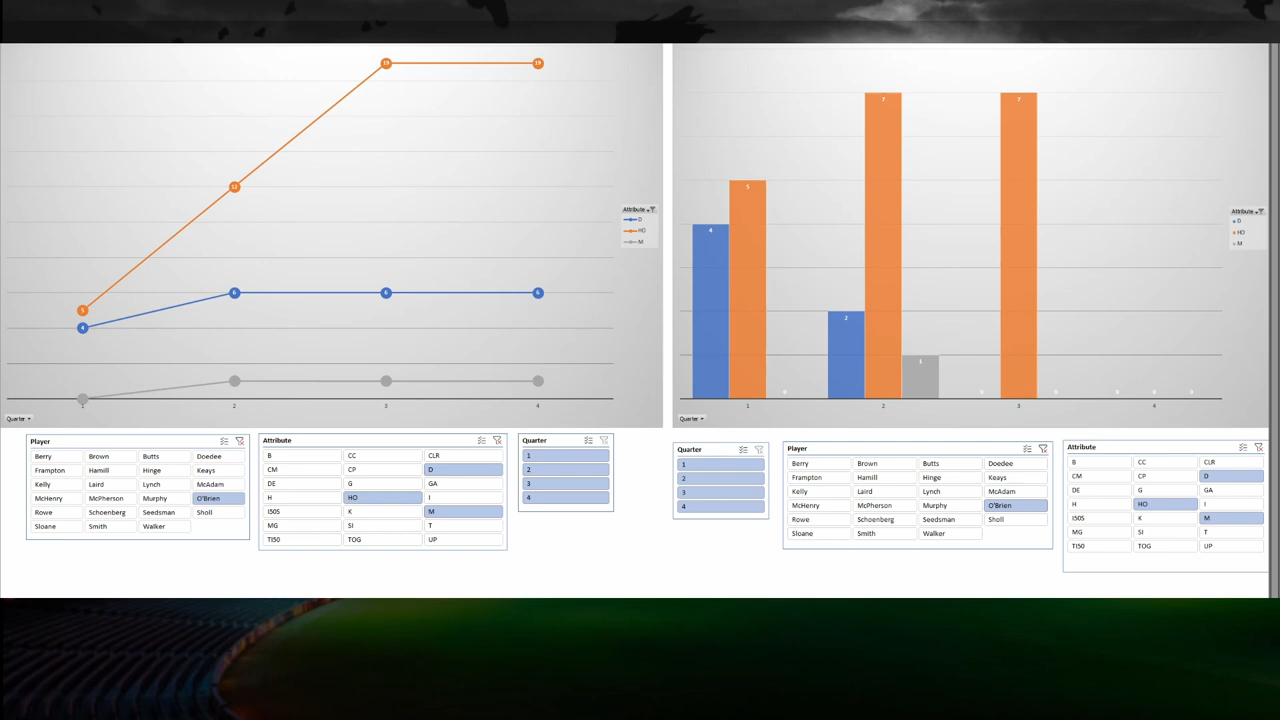 19 19
12
5
4 6 6 6
Attribute
D
HO
M
1 2 3 4
Quarter
7 7
5
4
2
1
0 0 0 0 0 0
Attribute
D
HO
M
1 2 3 4
Quarter
Player
Berry Brown Butts Doedee
Frampton Hamill Hinge Keays
Kelly Laird Lynch McAdam
McHenry McPherson Murphy O'Brien
Rowe Schoenberg Seedsman Sholl
Sloane Smith Walker
Attribute
B CC CLR
CM CP D
DE G GA
H HO I
I50S K M
MG SI T
TI50 TOG UP
Quarter
1
2
3
4
Quarter
1
2
3
4
Player
Berry Brown Butts Doedee
Frampton Hamill Hinge Keays
Kelly Laird Lynch McAdam
McHenry McPherson Murphy O'Brien
Rowe Schoenberg Seedsman Sholl
Sloane Smith Walker
Attribute
B CC CLR
CM CP D
DE G GA
H HO I
I50S K M
MG SI T
TI50 TOG UP